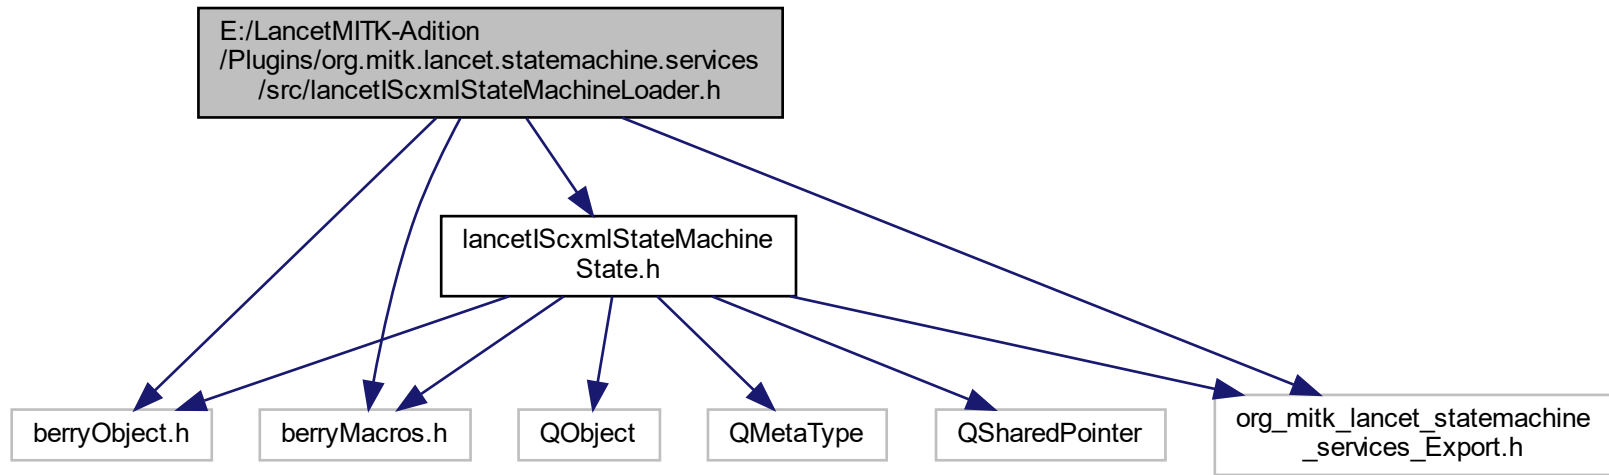 E:/LancetMITK-Adition
/Plugins/org.mitk.lancet.statemachine.services
/src/lancetIScxmlStateMachineLoader.h
lancetIScxmlStateMachine
State.h
berryObject.h
berryMacros.h
QObject
QMetaType
QSharedPointer
org_mitk_lancet_statemachine
_services_Export.h